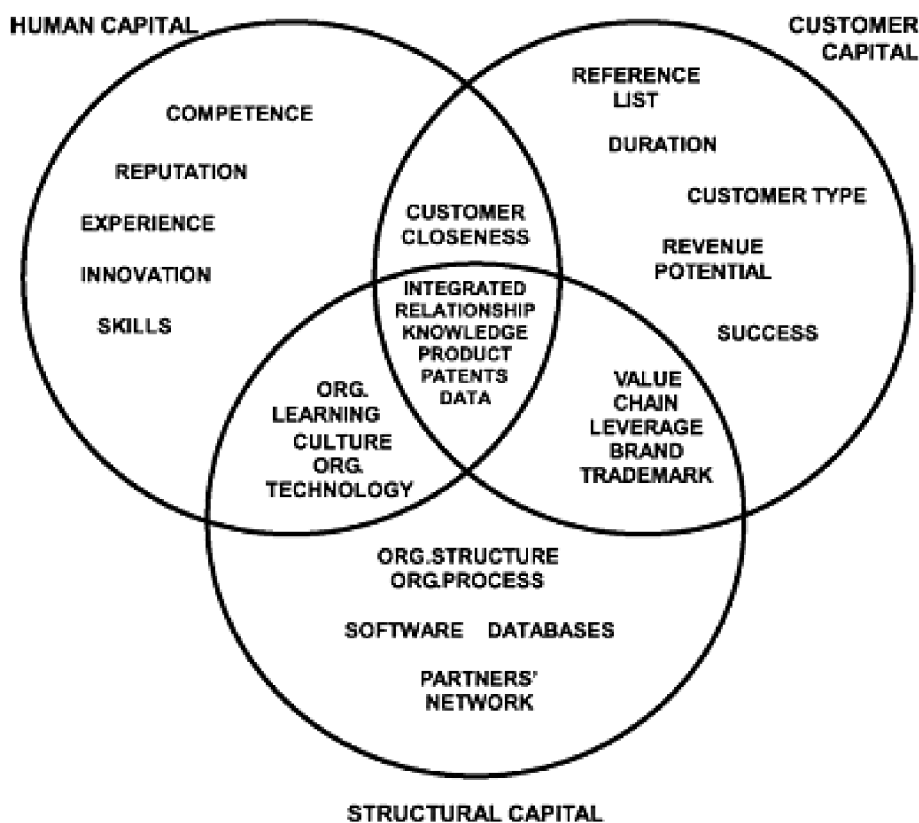 HUMAN CAPITAL
CUSTOMER
CAPITAL
COMPETENCE
REPUTATION
EXPERIENCE
INNOVATION
SKILLS
REFERENCE
LIST
DURATION
CUSTOMER TYPE
REVENUE
POTENTIAL
SUCCESS
CUSTOMER
CLOSENESS
INTEGRATED
RELATIONSHIP
KNOWLEDGE
PRODUCT
PATENTS
DATA
ORG.
LEARNING
CULTURE
ORG.
TECHNOLOGY
VALUE
CHAIN
LEVERAGE
BRAND
TRADEMARK
ORG.STRUCTURE
ORG.PROCESS
SOFTWARE DATABASES
PARTNERS'
NETWORK
STRUCTURAL CAPITAL